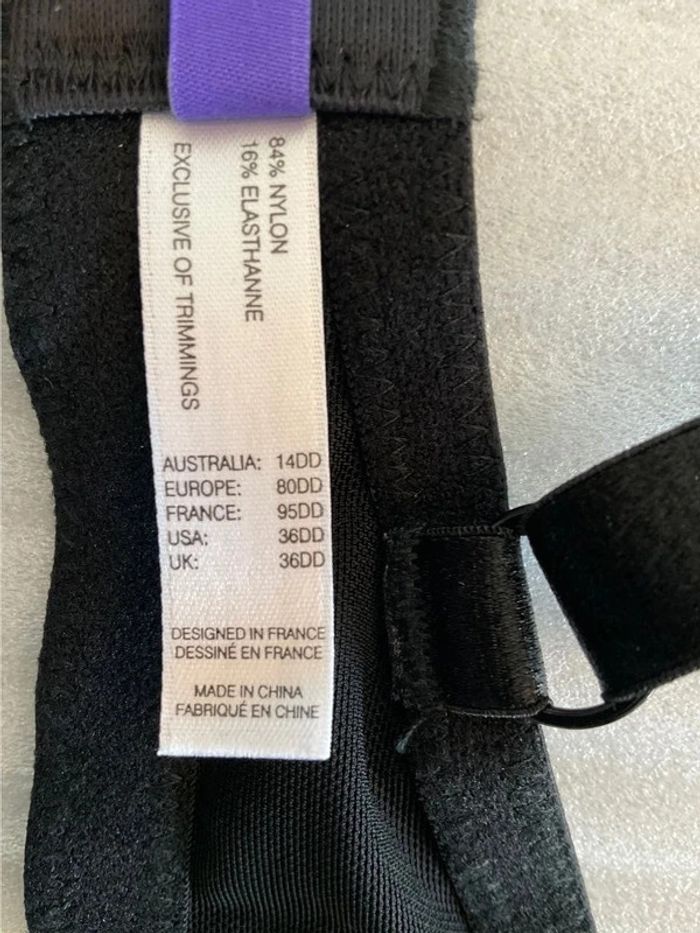 84% NYLON
16% ELASTHANNE
EXCLUSIVE OF TRIMMINGS
AUSTRALIA: 14DD
EUROPE: 80DD
FRANCE: 95DD
USA: 36DD
UK: 36DD
DESIGNED IN FRANCE
DESSINÉ EN FRANCE
MADE IN CHINA
FABRIQUÉ EN CHINE